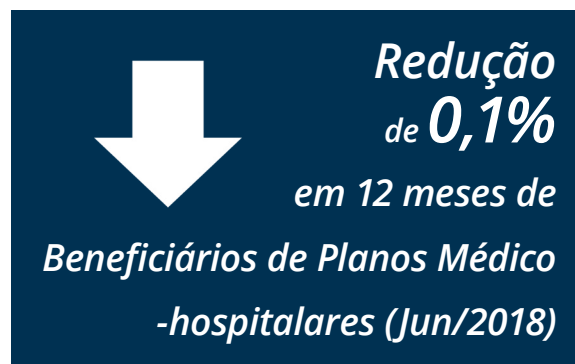 Redução
de 0,1%
em 12 meses de
Beneficiários de Planos Médico
-hospitalares (Jun/2018)